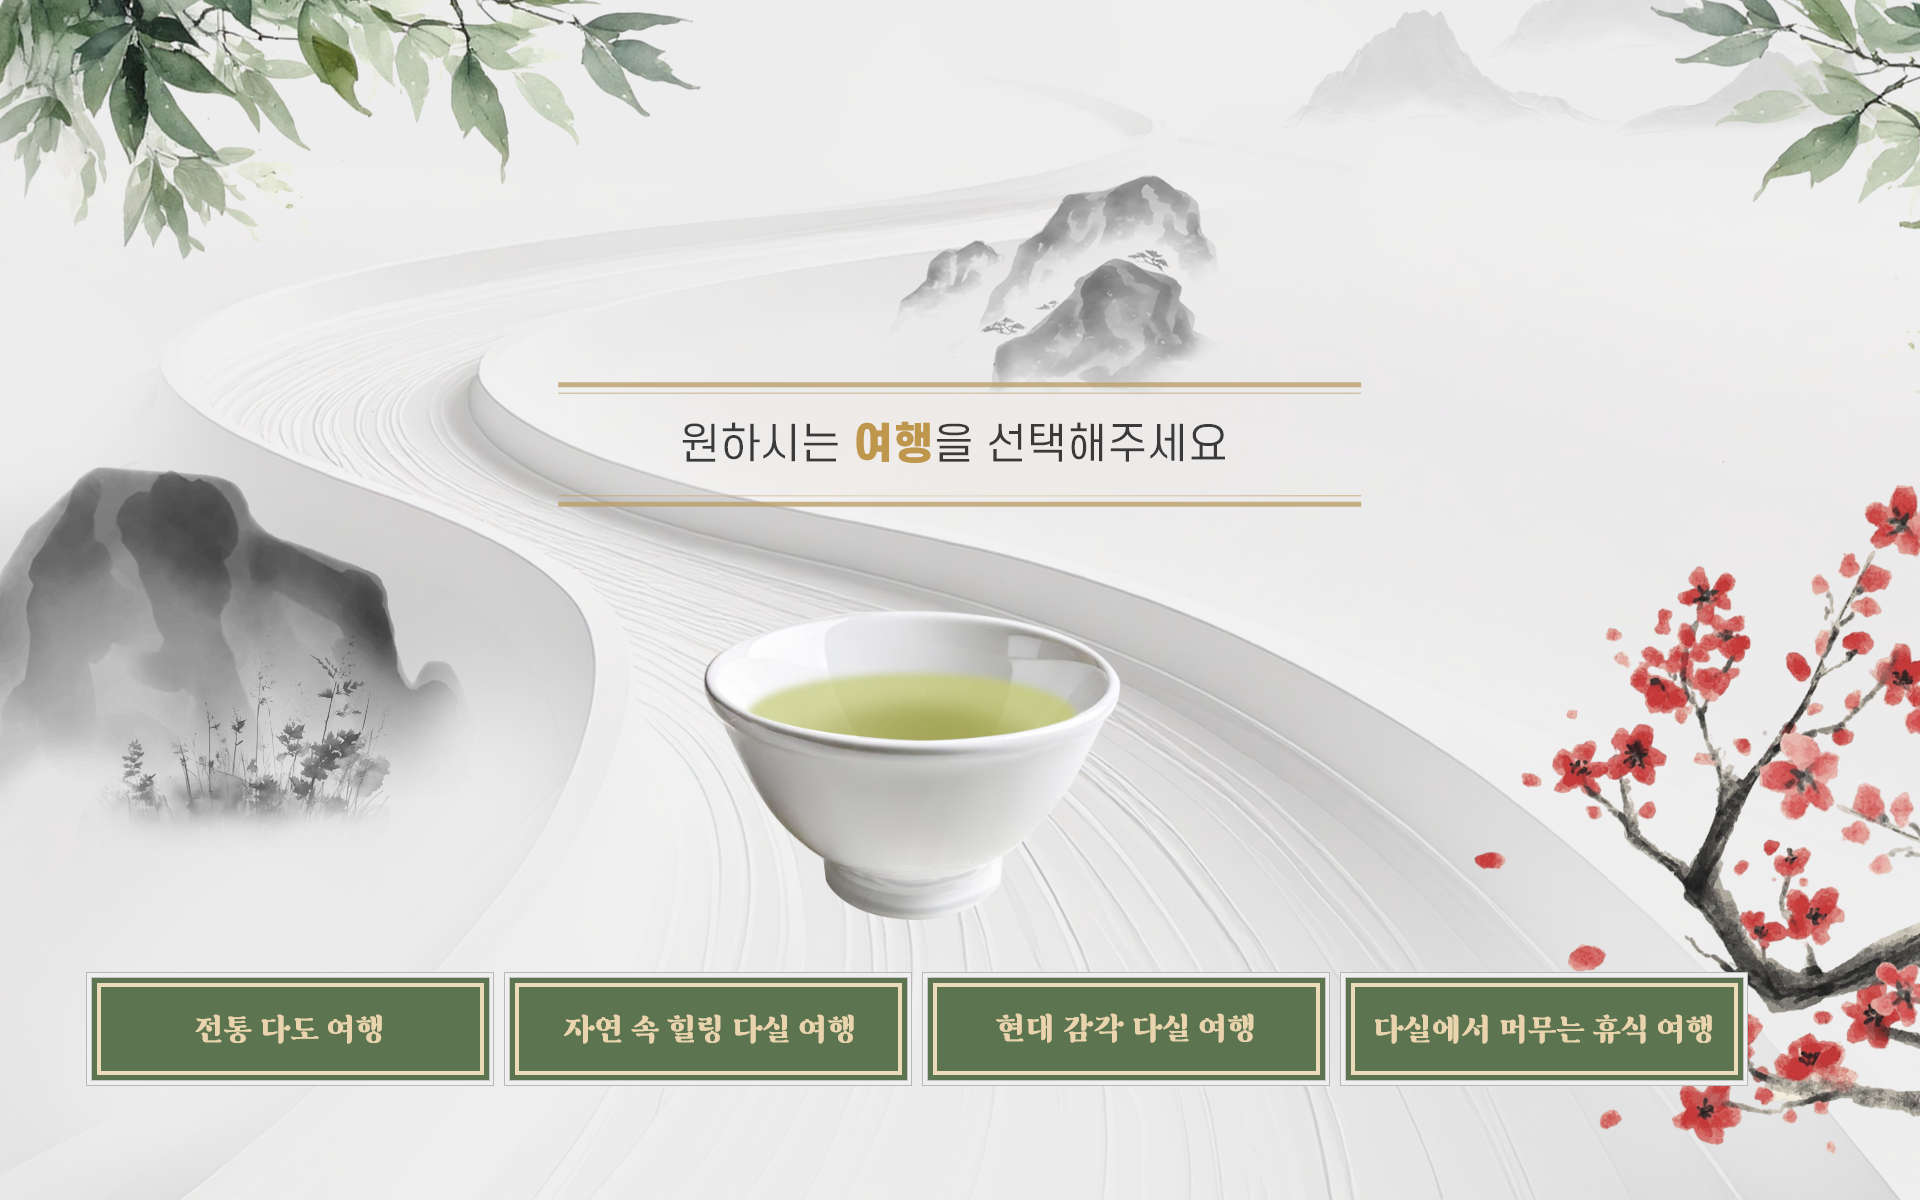 원하시는 여행을 선택해주세요
전통 다도 여행
자연 속 힐링 다실 여행
현대 감각 다실 여행
다실에서 머무는 휴식 여행